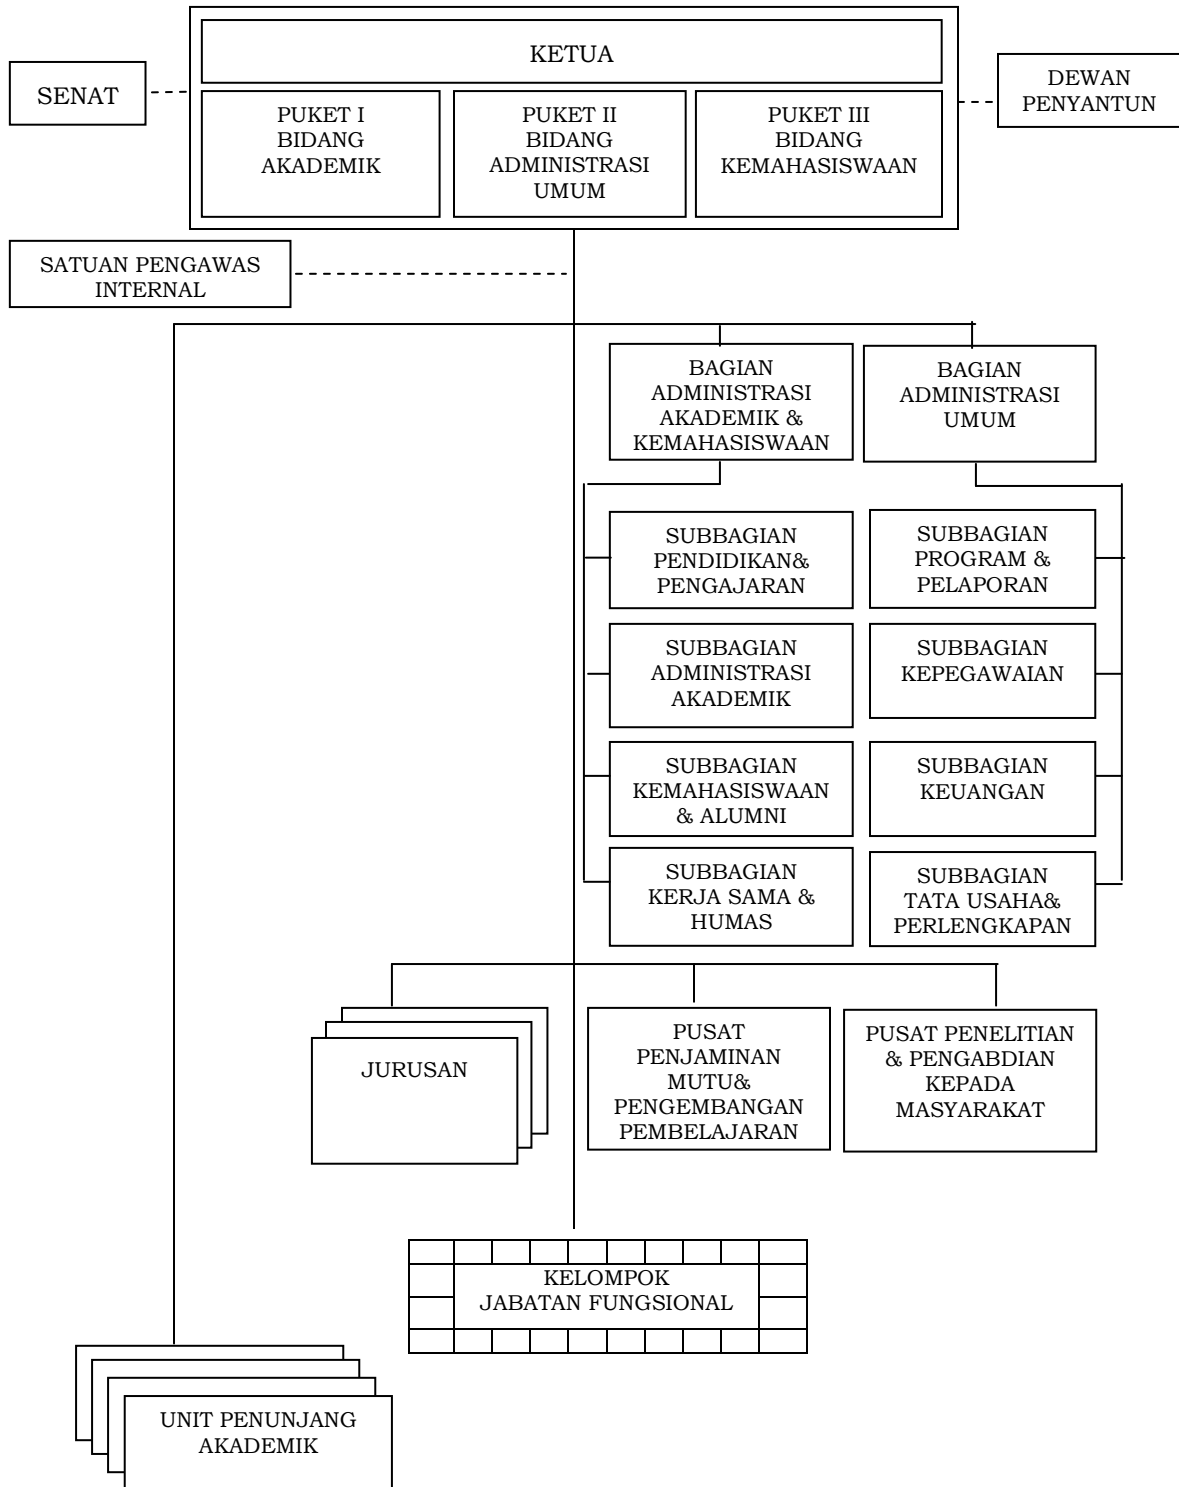 KETUA
SENAT
DEWAN
PENYANTUN
PUKET I
BIDANG
AKADEMIK
PUKET II
BIDANG
ADMINISTRASI
UMUM
PUKET III
BIDANG
KEMAHASISWAAN
SATUAN PENGAWAS
INTERNAL
BAGIAN
ADMINISTRASI
AKADEMIK &
KEMAHASISWAAN
BAGIAN
ADMINISTRASI
UMUM
SUBBAGIAN
PENDIDIKAN&
PENGAJARAN
SUBBAGIAN
PROGRAM &
PELAPORAN
SUBBAGIAN
ADMINISTRASI
AKADEMIK
SUBBAGIAN
KEPEGAWAIAN
SUBBAGIAN
KEMAHASISWAAN
& ALUMNI
SUBBAGIAN
KEUANGAN
SUBBAGIAN
KERJA SAMA &
HUMAS
SUBBAGIAN
TATA USAHA&
PERLENGKAPAN
JURUSAN
PUSAT
PENJAMINAN
MUTU&
PENGEMBANGAN
PEMBELAJARAN
PUSAT PENELITIAN
& PENGABDIAN
KEPADA
MASYARAKAT
KELOMPOK
JABATAN FUNGSIONAL
UNIT PENUNJANG
AKADEMIK